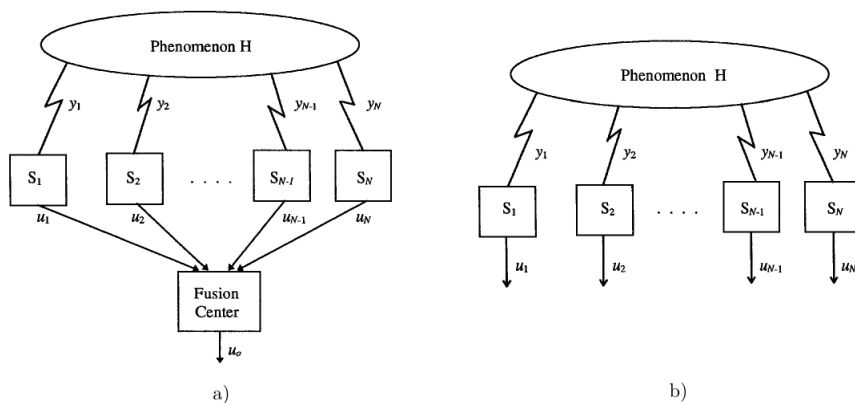 Phenomenon H
y1 y2 yN-1 yN
S1 S2 . . . . SN-1 SN
u1 u2 uN-1 uN
Fusion
Center
uo
a)
Phenomenon H
y1 y2 yN-1 yN
S1 S2 . . . . SN-1 SN
u1 u2 uN-1 uN
b)